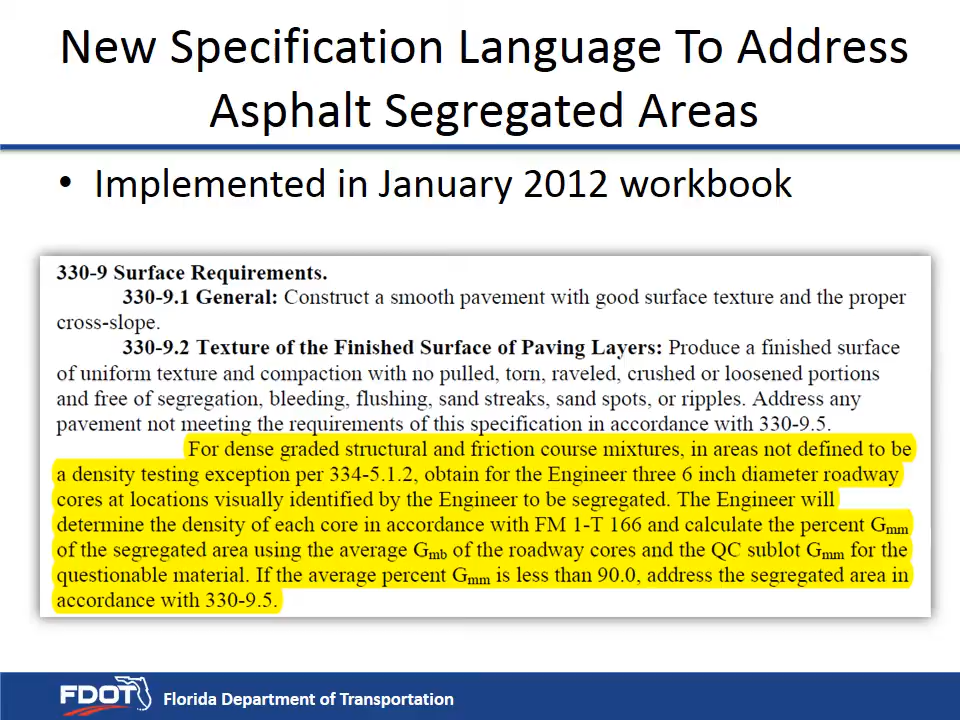 New Specification Language To Address
Asphalt Segregated Areas
• Implemented in January 2012 workbook
330-9 Surface Requirements.
330-9.1 General: Construct a smooth pavement with good surface texture and the proper
cross-slope.
330-9.2 Texture of the Finished Surface of Paving Layers: Produce a finished surface
of uniform texture and compaction with no pulled, torn, raveled, crushed or loosened portions
and free of segregation, bleeding, flushing, sand streaks, sand spots, or ripples. Address any
pavement not meeting the requirements of this specification in accordance with 330-9.5.
For dense graded structural and friction course mixtures, in areas not defined to be
a density testing exception per 334-5.1.2, obtain for the Engineer three 6 inch diameter roadway
cores at locations visually identified by the Engineer to be segregated. The Engineer will
determine the density of each core in accordance with FM 1-T 166 and calculate the percent Gmm
of the segregated area using the average Gmb of the roadway cores and the QC sublot Gmm for the
questionable material. If the average percent Gmm is less than 90.0, address the segregated area in
accordance with 330-9.5.
FDOT Florida Department of Transportation